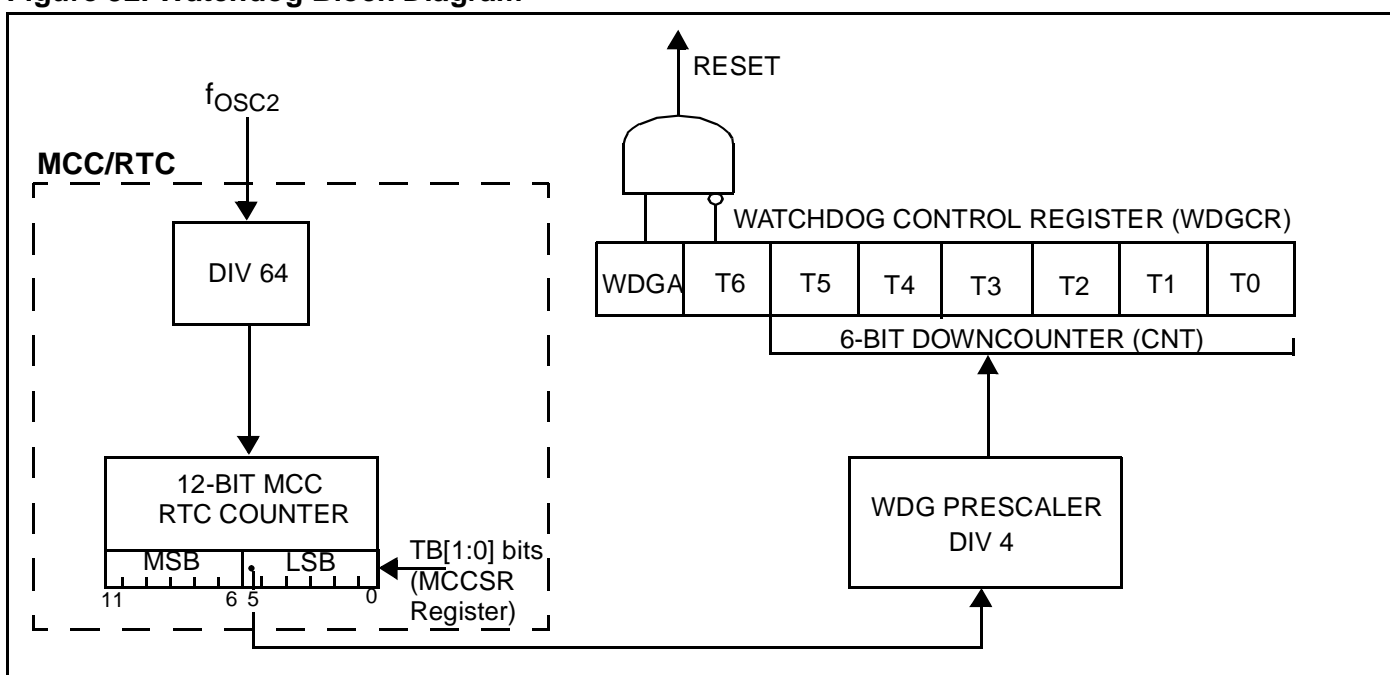 RESET
fOSC2
MCC/RTC
DIV 64
12-BIT MCC
RTC COUNTER
MSB LSB
11 6 5 0
TB[1:0] bits
(MCCSR
Register)
WATCHDOG CONTROL REGISTER (WDGCR)
WDGA T6 T5 T4 T3 T2 T1 T0
6-BIT DOWNCOUNTER (CNT)
WDG PRESCALER
DIV 4